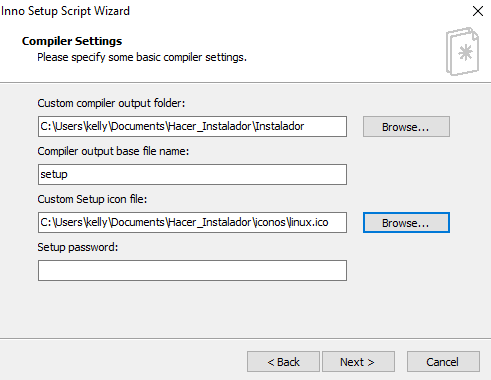 Inno Setup Script Wizard
Compiler Settings
Please specify some basic compiler settings.
Custom compiler output folder:
C:\Users\kelly\Documents\Hacer_Instalador\Instalador
Browse...
Compiler output base file name:
setup
Custom Setup icon file:
C:\Users\kelly\Documents\Hacer_Instalador\iconos\linux.ico
Browse...
Setup password:
< Back
Next >
Cancel